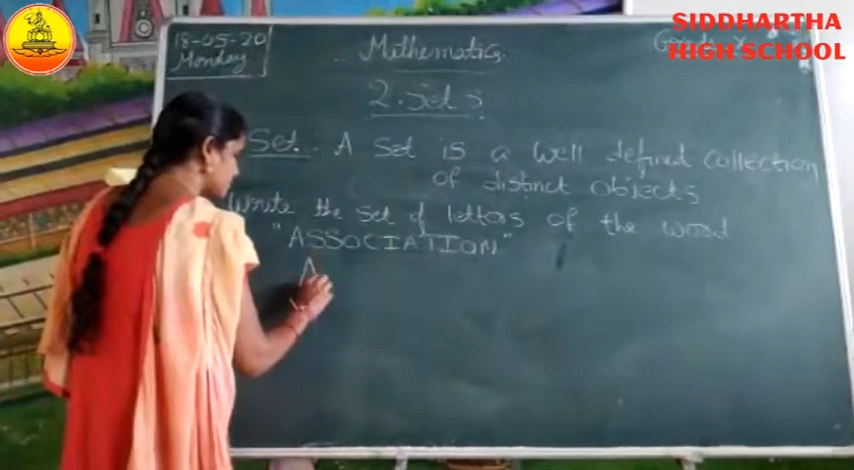 SIDDHARTHA
HIGH SCHOOL
18-05-20
Monday
Mathematics.
2. Sets
Set. A Set is a well defined collection
of distinct objects
Write the set of letters of the word
"ASSOCIATION"
A